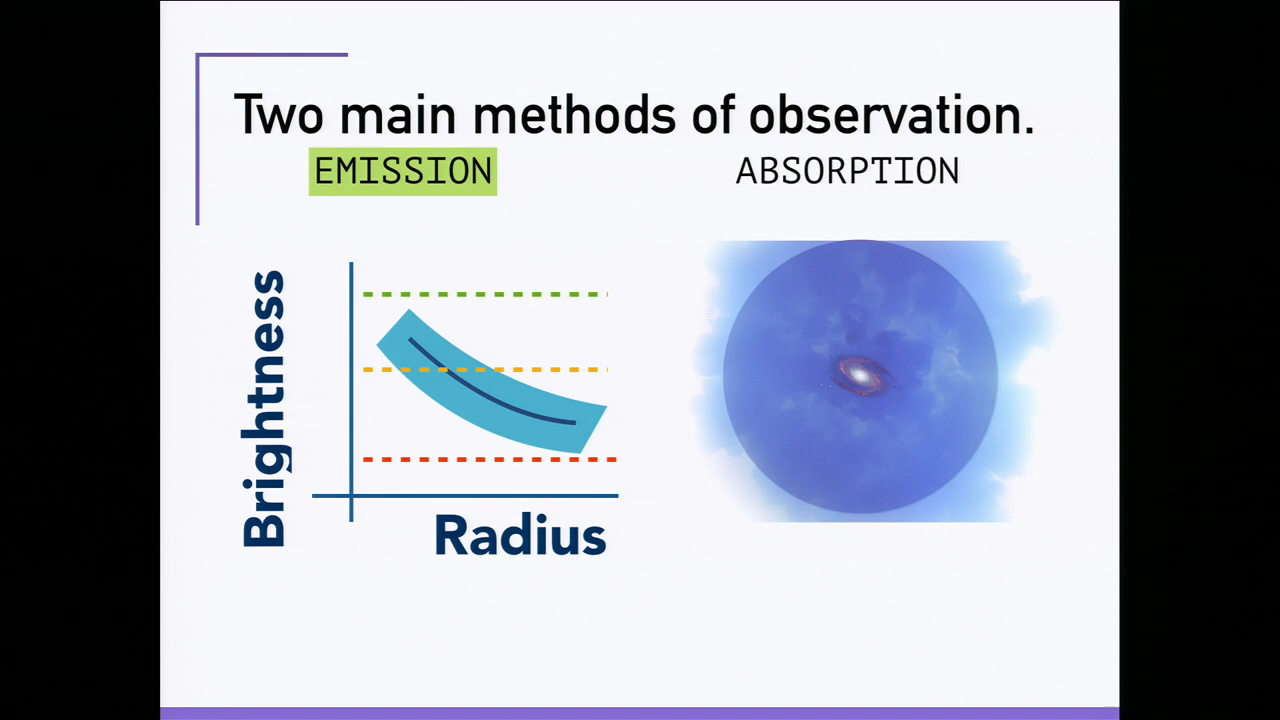 Two main methods of observation.
EMISSION
ABSORPTION
Brightness
Radius